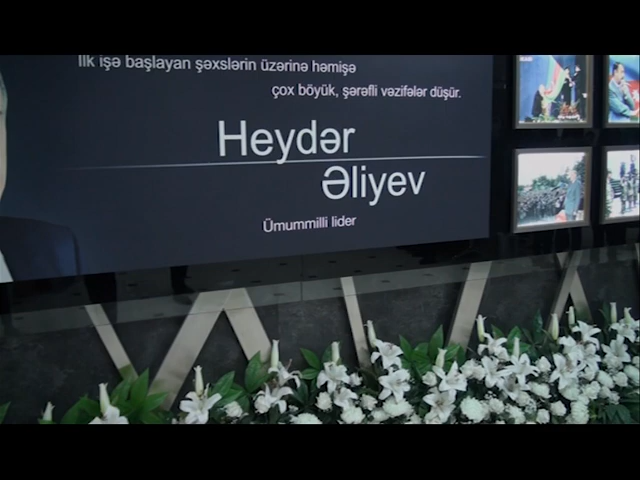 İlk işə başlayan şəxslərin üzərinə həmişə
çox böyük, şərəfli vəzifələr düşür.
Heydər
Əliyev
Ümummilli lider